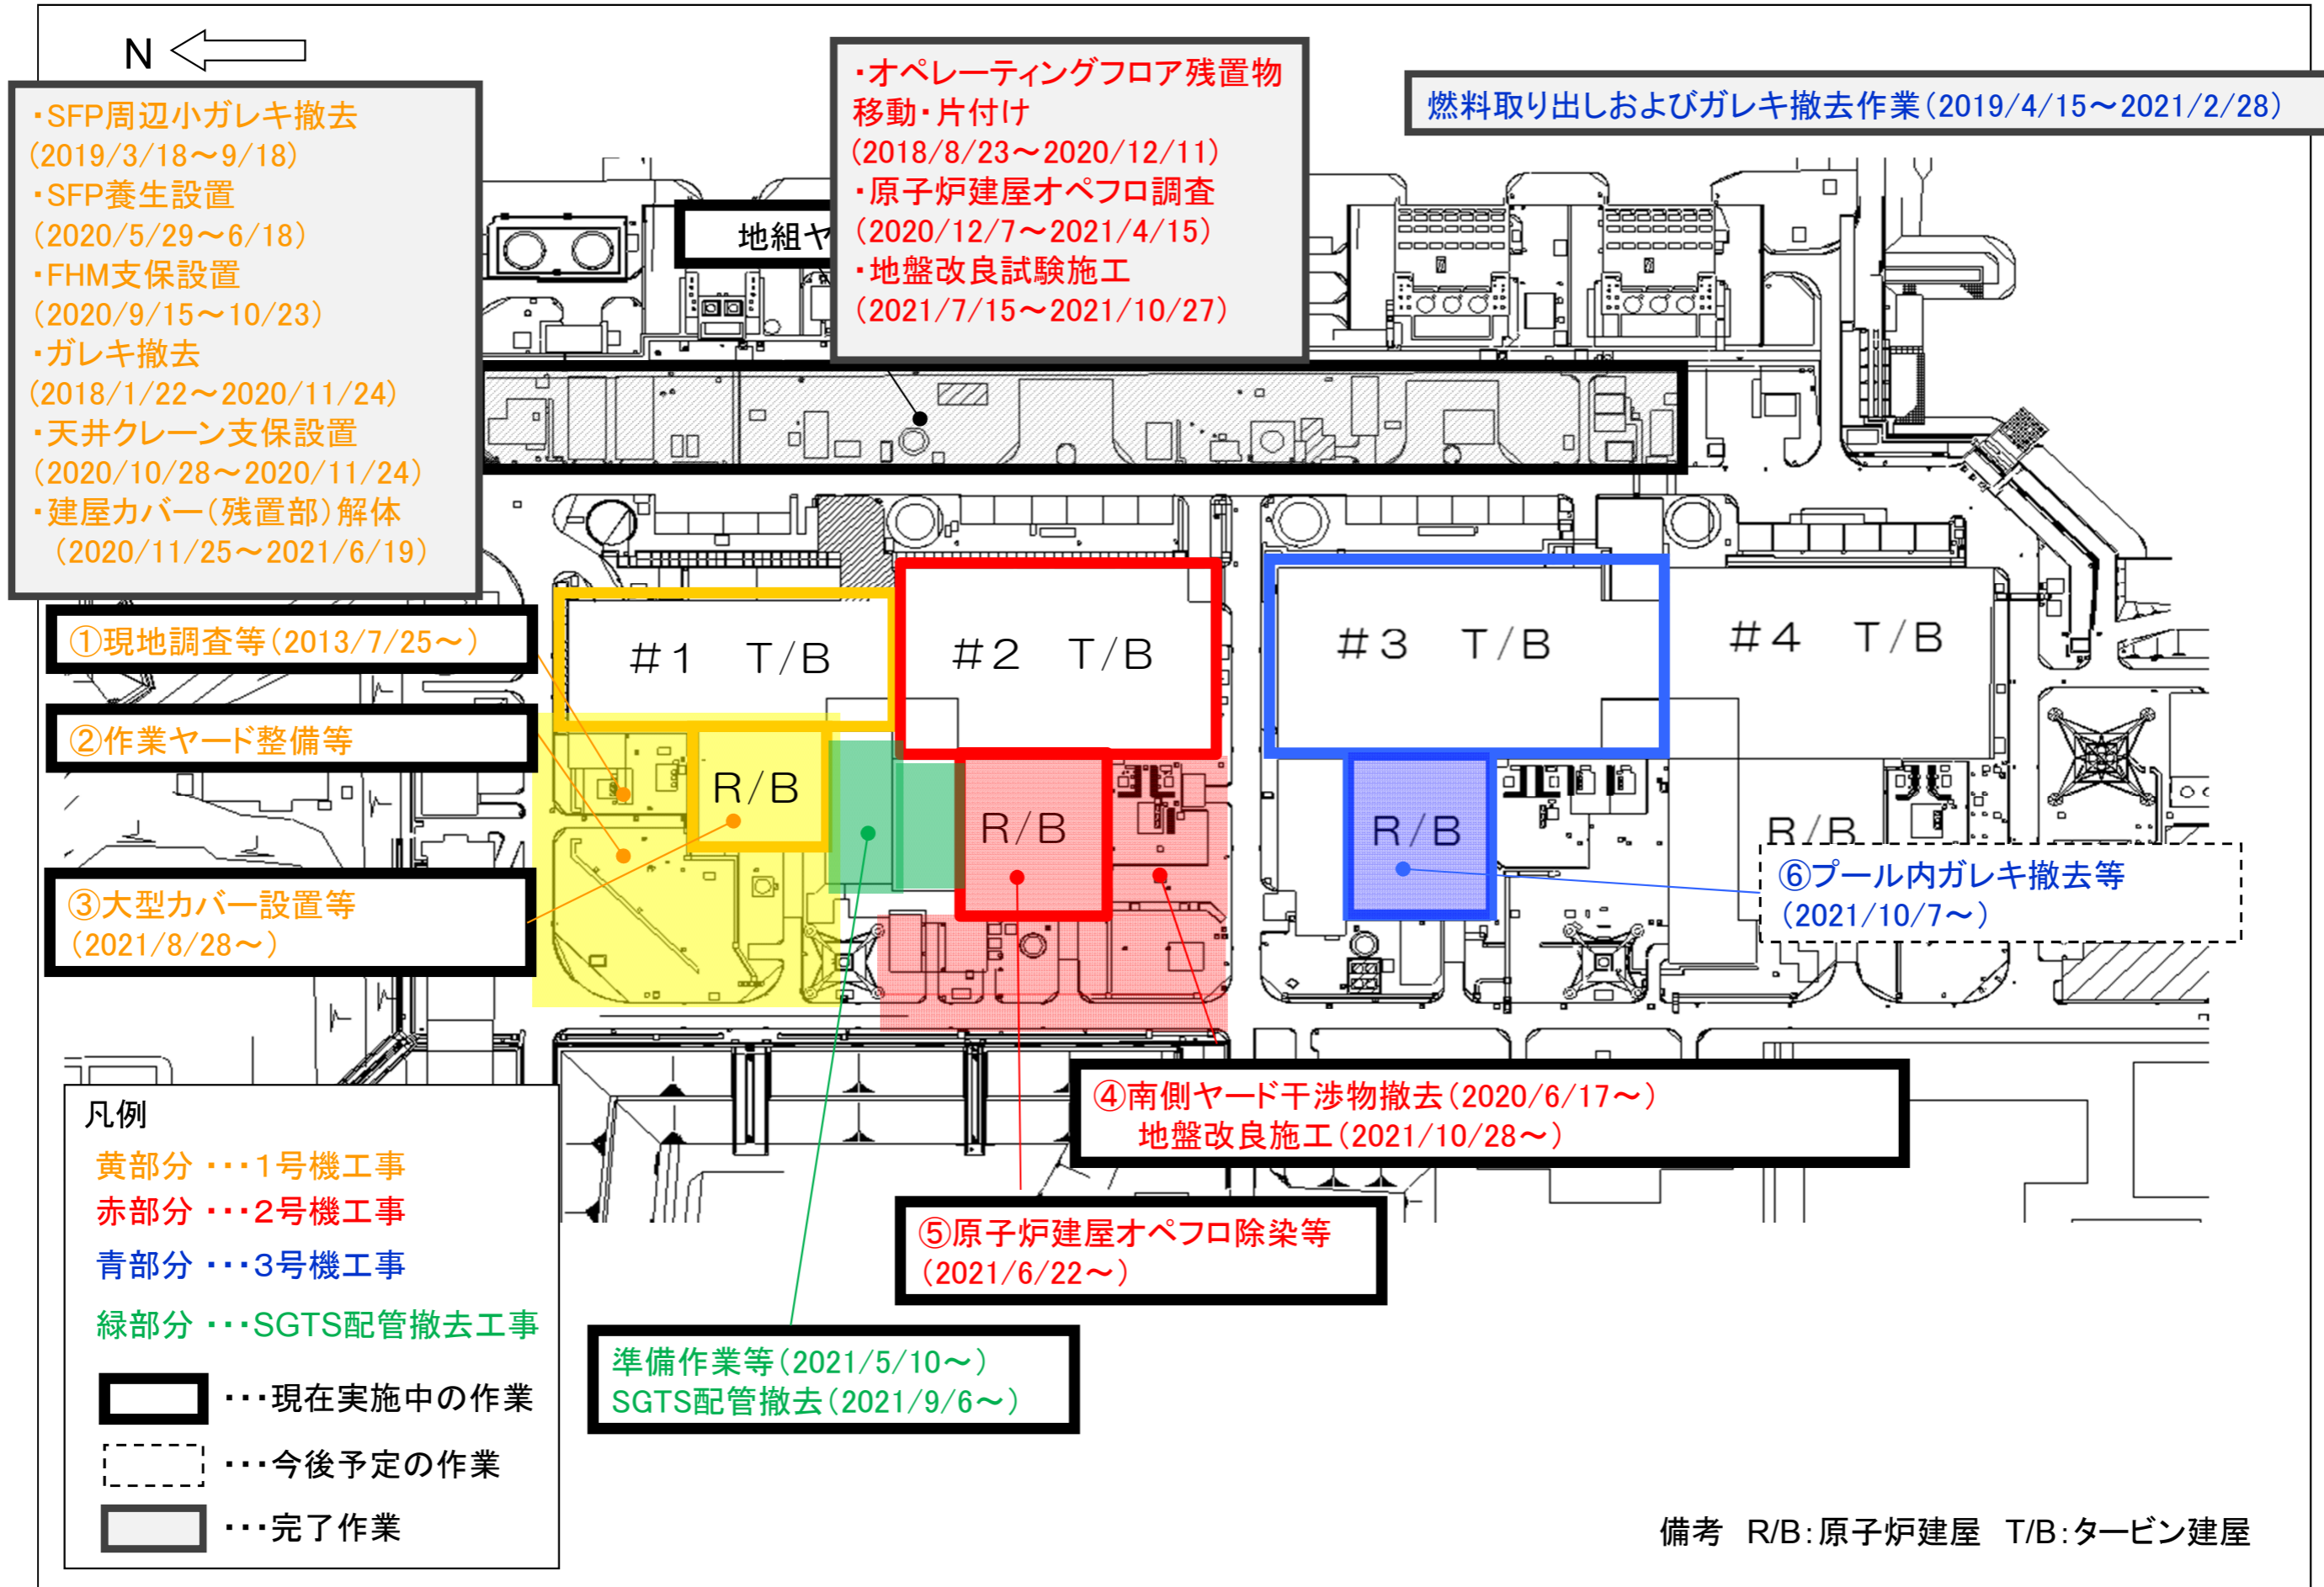 N
・SFP周辺小ガレキ撤去
(2019/3/18～9/18)
・SFP養生設置
(2020/5/29～6/18)
・FHM支保設置
(2020/9/15～10/23)
・ガレキ撤去
(2018/1/22～2020/11/24)
・天井クレーン支保設置
(2020/10/28～2020/11/24)
・建屋カバー(残置部)解体
(2020/11/25～2021/6/19)
・オペレーティングフロア残置物
移動・片付け
(2018/8/23～2020/12/11)
・原子炉建屋オペフロ調査
(2020/12/7～2021/4/15)
・地盤改良試験施工
(2021/7/15～2021/10/27)
燃料取り出しおよびガレキ撤去作業(2019/4/15～2021/2/28)
地組ヤ
①現地調査等(2013/7/25～)
②作業ヤード整備等
③大型カバー設置等
(2021/8/28～)
#1 T/B
#2 T/B
#3 T/B
#4 T/B
R/B
R/B
R/B
R/B
⑥プール内ガレキ撤去等
(2021/10/7～)
④南側ヤード干渉物撤去(2020/6/17～)
地盤改良施工(2021/10/28～)
⑤原子炉建屋オペフロ除染等
(2021/6/22～)
準備作業等(2021/5/10～)
SGTS配管撤去(2021/9/6～)
凡例
黄部分 ・・・1号機工事
赤部分 ・・・2号機工事
青部分 ・・・3号機工事
緑部分 ・・・SGTS配管撤去工事
・・・現在実施中の作業
・・・今後予定の作業
・・・完了作業
備考 R/B:原子炉建屋 T/B:タービン建屋